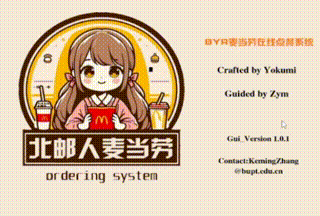 BYR麦当劳在线点餐系统
Crafted by Yokumi
Guided by Zym
北邮人麦当劳
ordering system
Gui_Version 1.0.1
Contact:KemingZhang
@bupt.edu.cn